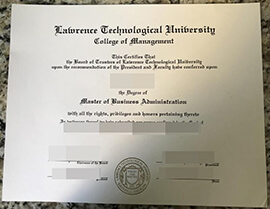 Lawrence Technological University
College of Management
This Certifies That
the Board of Trustees of Lawrence Technological University
upon the recommendation of the President and Faculty have conferred upon
the Degree of
Master of Business Administration
with all the rights, privileges and honors pertaining thereto